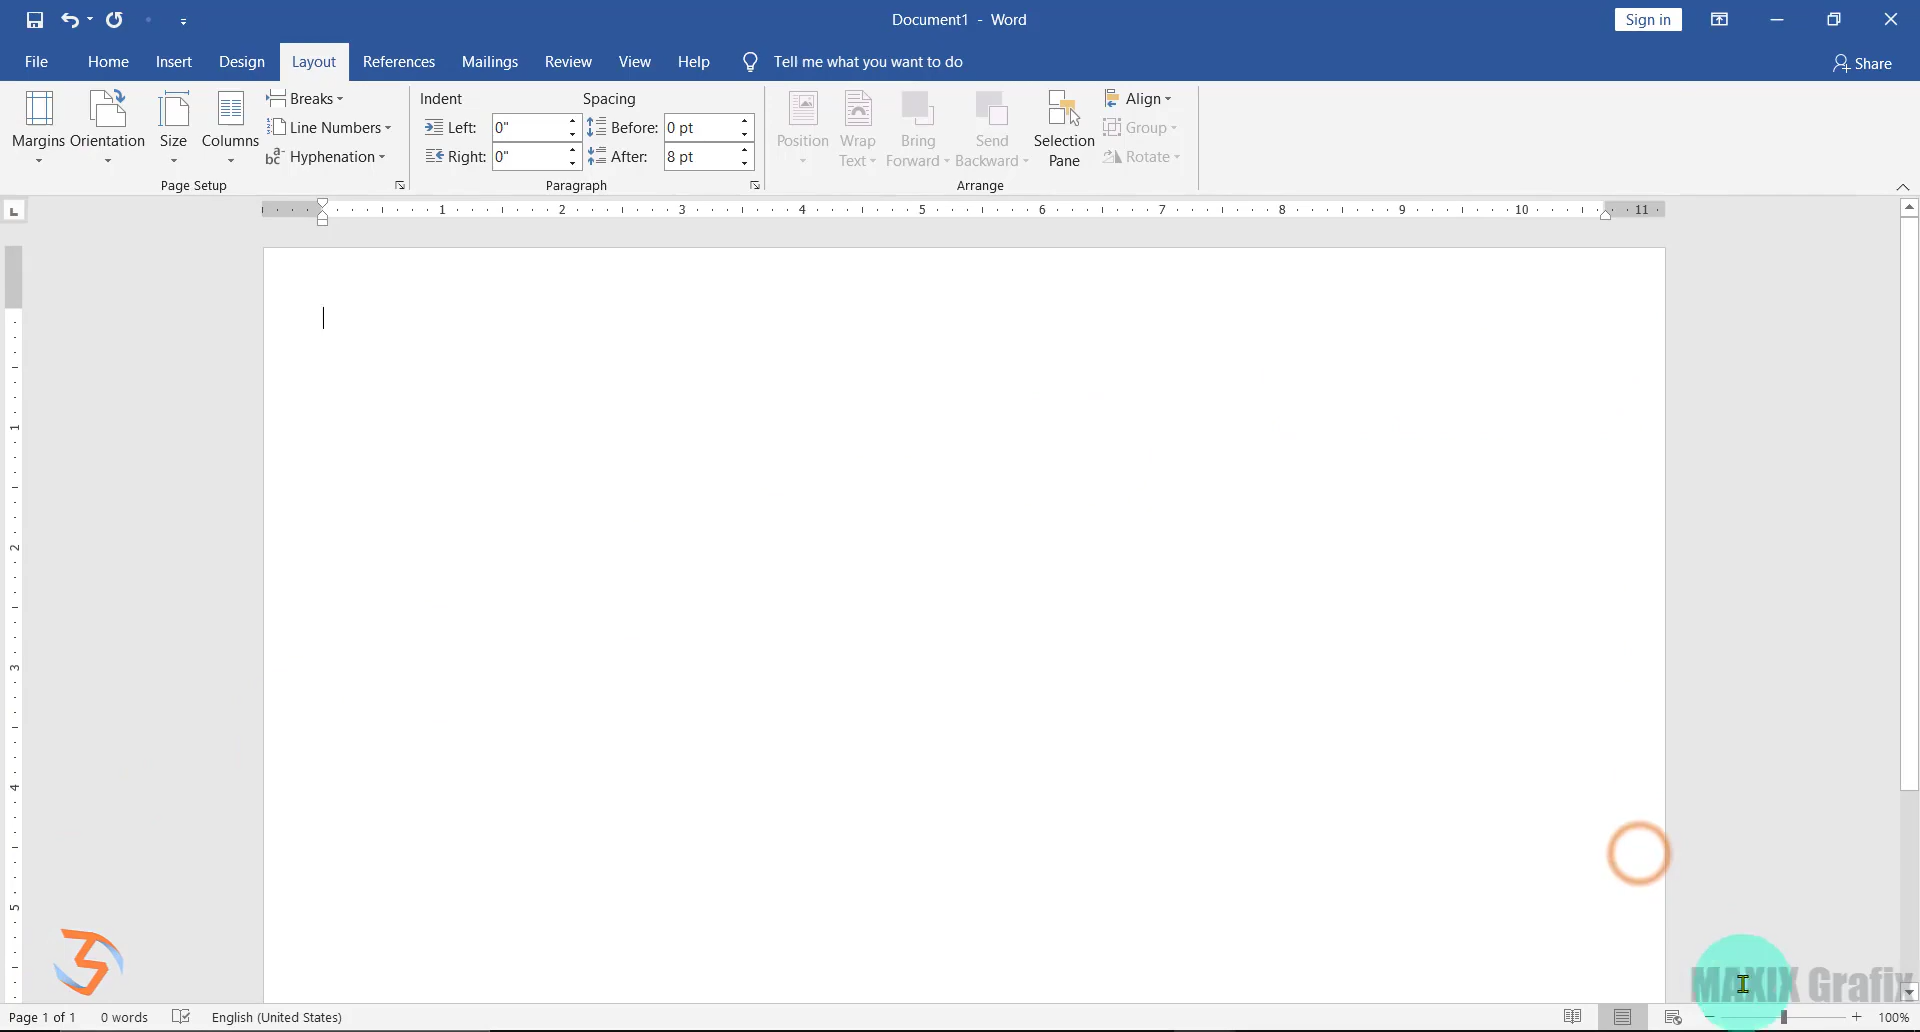 Document1 - Word
Sign in
File Home Insert Design Layout References Mailings Review View Help Tell me what you want to do Share
Margins
Orientation
Size
Columns
Breaks
Line Numbers
Hyphenation
Page Setup
Indent Spacing
Left: 0" Before: 0 pt
Right: 0" After: 8 pt
Paragraph
Position
Wrap Text
Bring Forward
Send Backward
Selection Pane
Align
Group
Rotate
Arrange
L
1 2 3 4 5 6 7 8 9 10 11
1
2
3
4
5
MAXIX Grafix
Page 1 of 1 0 words English (United States) 100%